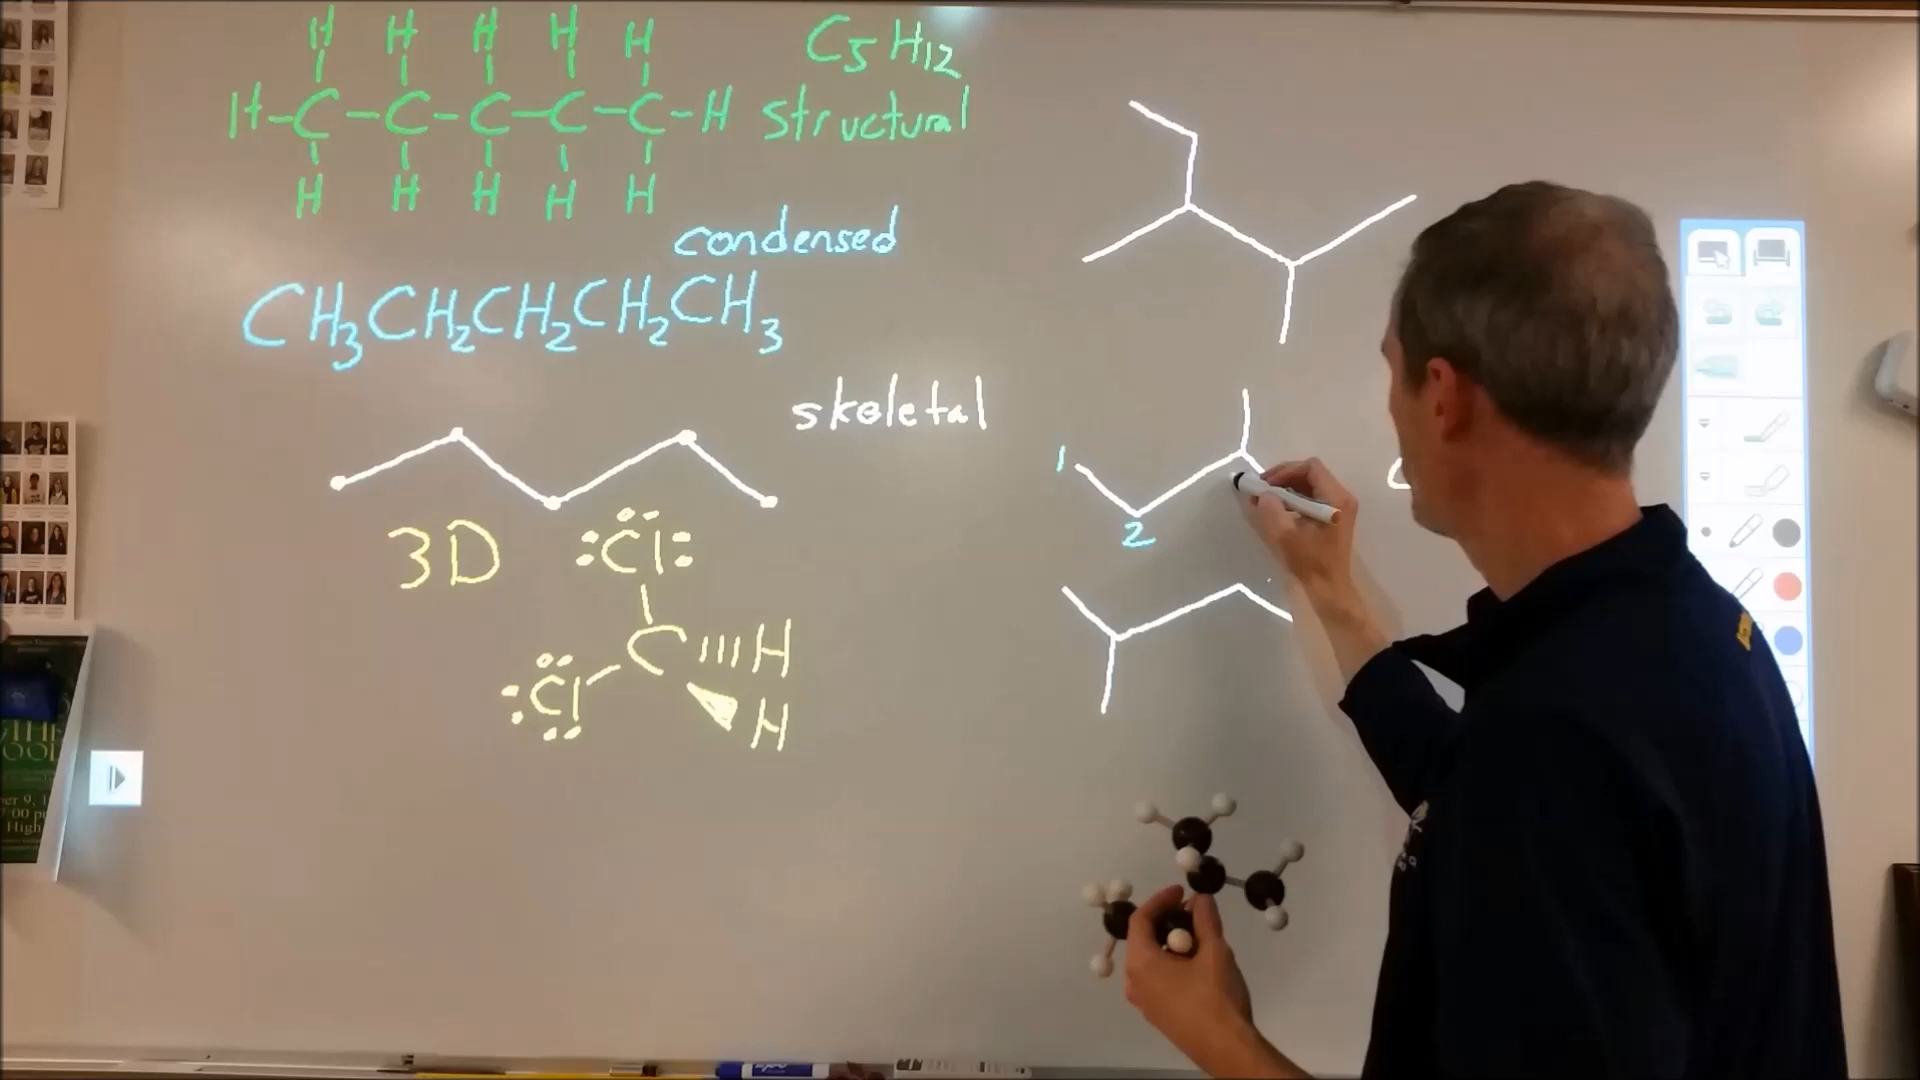 H H H H H
C5H12
H-C-C-C-C-C-H
structural
H H H H H
condensed
CH3CH2CH2CH2CH3
skeletal
3D
:Cl:
C H
:Cl H
1
2
C